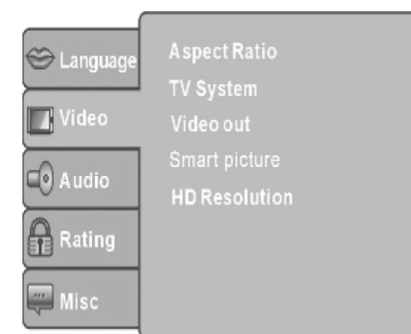 Language
Video
Audio
Rating
Misc
Aspect Ratio
TV System
Video out
Smart picture
HD Resolution